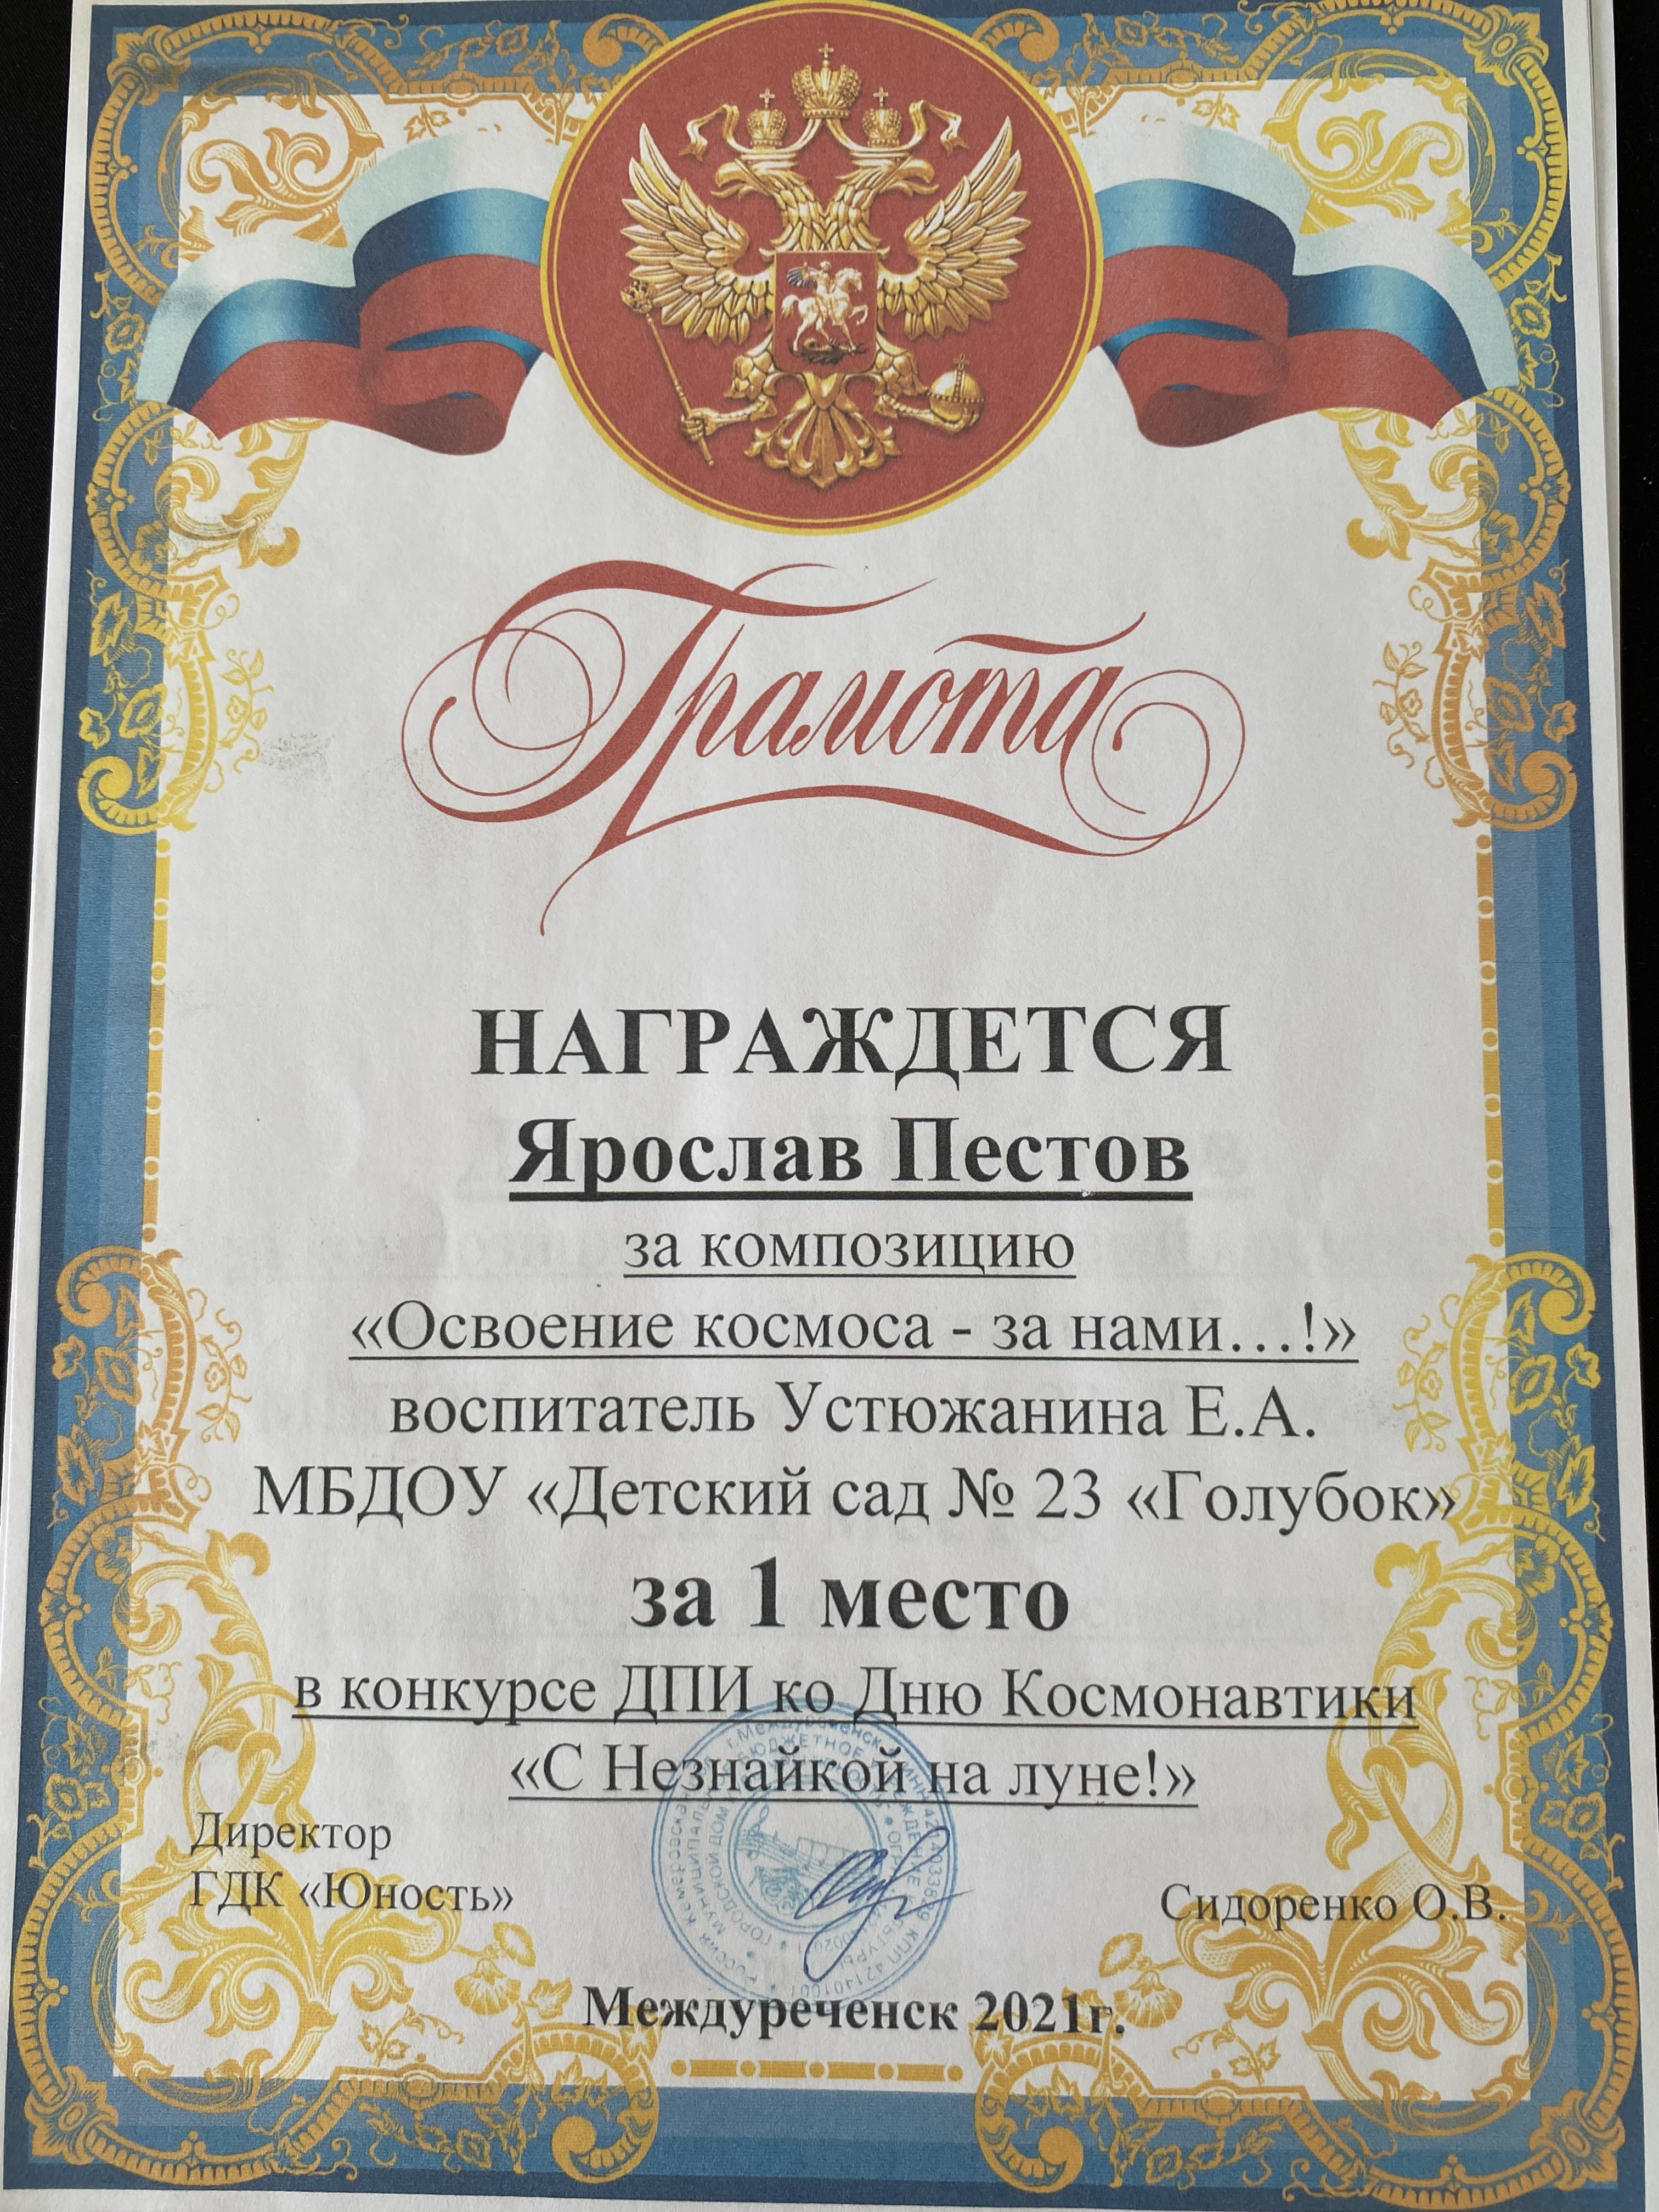 Грамота
НАГРАЖДЕТСЯ
Ярослав Пестов
за композицию
«Освоение космоса - за нами…!»
воспитатель Устюжанина Е.А.
МБДОУ «Детский сад № 23 «Голубок»
за 1 место
в конкурсе ДПИ ко Дню Космонавтики
«С Незнайкой на луне!»
Директор
ГДК «Юность»
Сидоренко О.В.
Междуреченск 2021г.